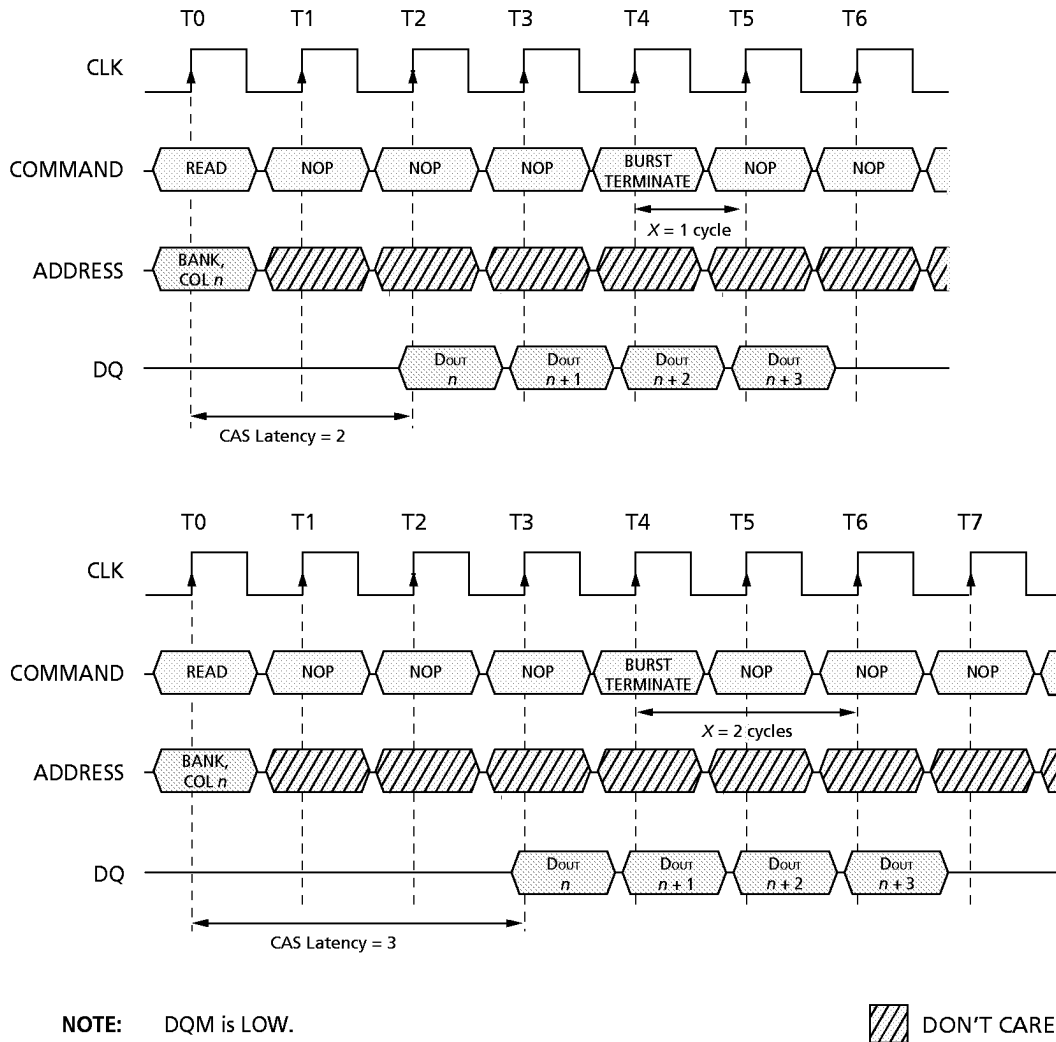 T0 T1 T2 T3 T4 T5 T6
CLK
COMMAND READ NOP NOP NOP BURST TERMINATE NOP NOP
X = 1 cycle
ADDRESS BANK, COL n
DQ DOUT n DOUT n + 1 DOUT n + 2 DOUT n + 3
CAS Latency = 2
T0 T1 T2 T3 T4 T5 T6 T7
CLK
COMMAND READ NOP NOP NOP BURST TERMINATE NOP NOP NOP
X = 2 cycles
ADDRESS BANK, COL n
DQ DOUT n DOUT n + 1 DOUT n + 2 DOUT n + 3
CAS Latency = 3
NOTE: DQM is LOW.
DON'T CARE